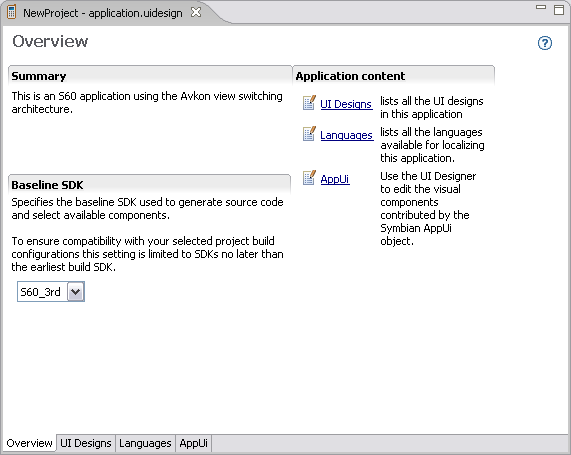 NewProject - application.uidesign
Overview
Summary
This is an S60 application using the Avkon view switching
architecture.
Baseline SDK
Specifies the baseline SDK used to generate source code
and select available components.
To ensure compatibility with your selected project build
configurations this setting is limited to SDKs no later than
the earliest build SDK.
S60_3rd
Application content
UI Designs
lists all the UI designs
in this application
Languages
lists all the languages
available for localizing
this application.
AppUi
Use the UI Designer
to edit the visual
components
contributed by the
Symbian AppUi
object.
Overview
UI Designs
Languages
AppUi